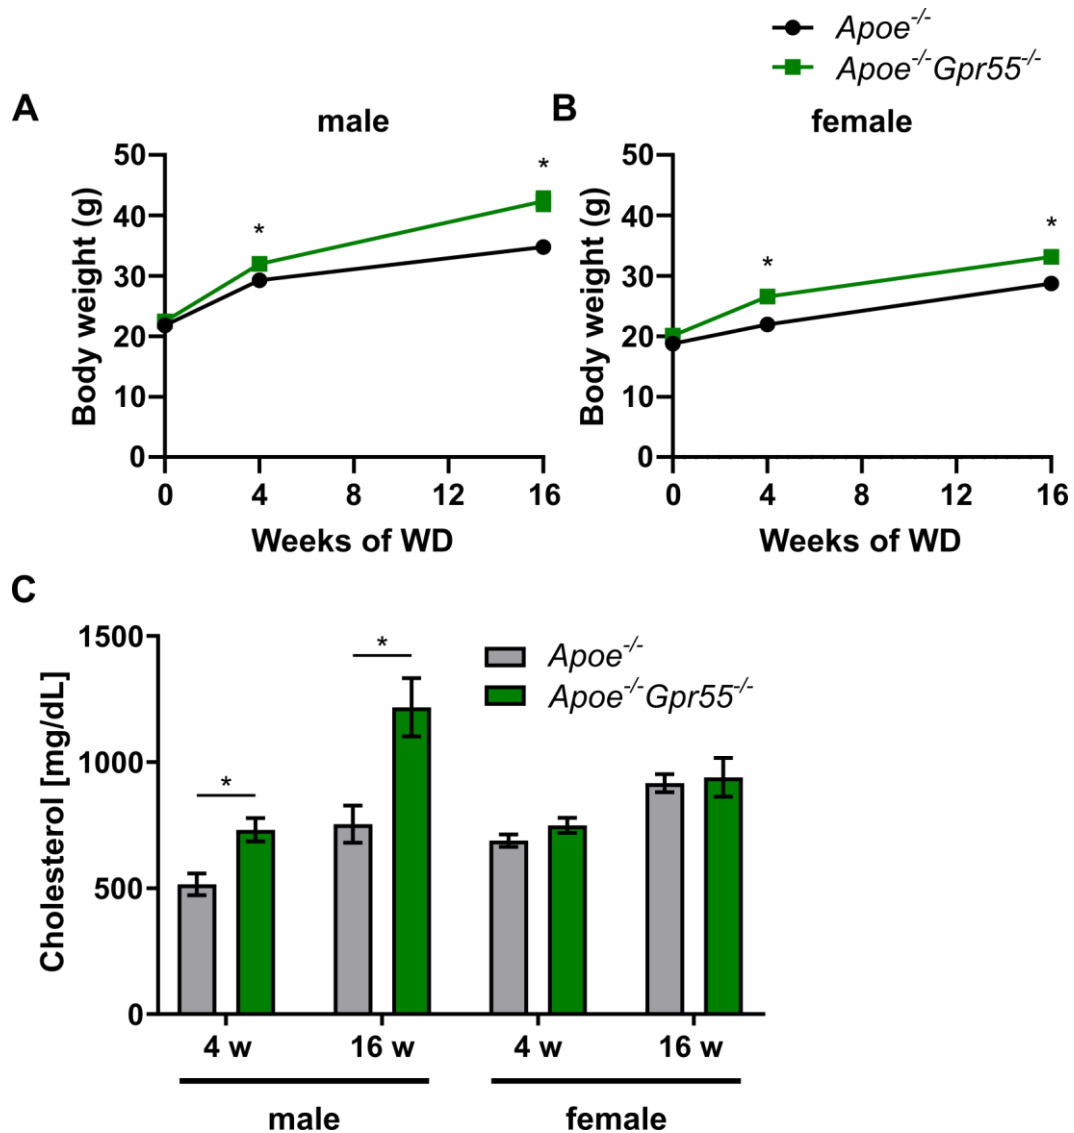 Apoe-/-
Apoe-/-Gpr55-/-
A
male
B
female
Body weight (g)
50
40
30
20
10
0
*
*
0 4 8 12 16
Weeks of WD
Body weight (g)
50
40
30
20
10
0
*
*
0 4 8 12 16
Weeks of WD
C
Cholesterol [mg/dL]
1500
1000
500
0
*
*
Apoe-/-
Apoe-/-Gpr55-/-
4 w 16 w 4 w 16 w
male female